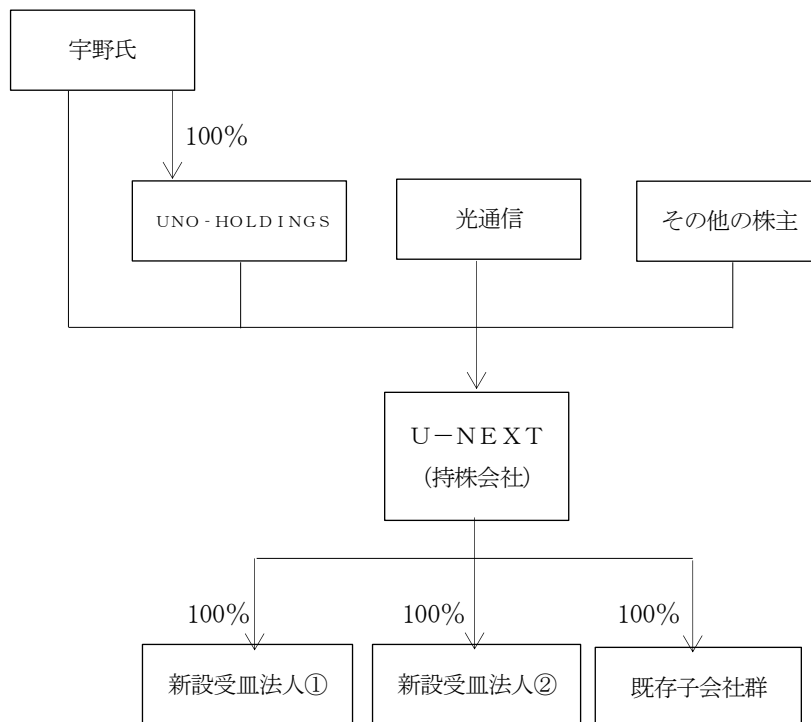 宇野氏
100%
ＵＮＯ‐ＨＯＬＤＩＮＧＳ
光通信
その他の株主
Ｕ－ＮＥＸＴ
（持株会社）
100%
100%
100%
新設受皿法人①
新設受皿法人②
既存子会社群